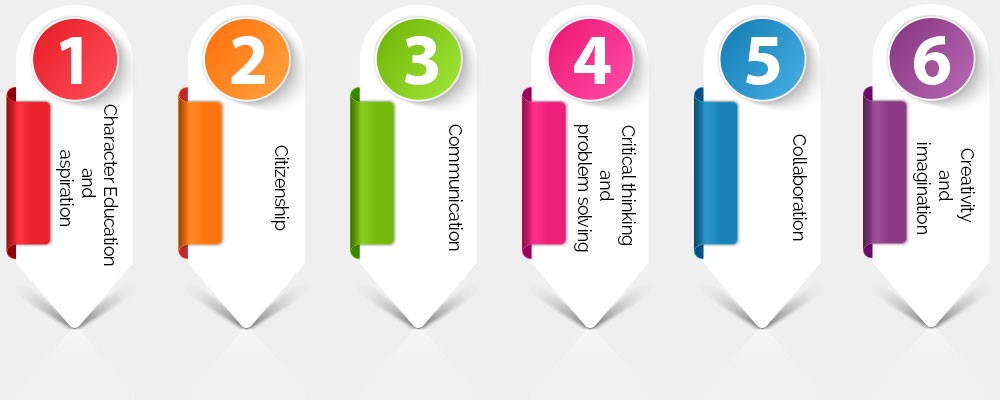 1
Character Education
and
aspiration
2
Citizenship
3
Communication
4
Critical thinking
and
problem solving
5
Collaboration
6
Creativity
and
imagination